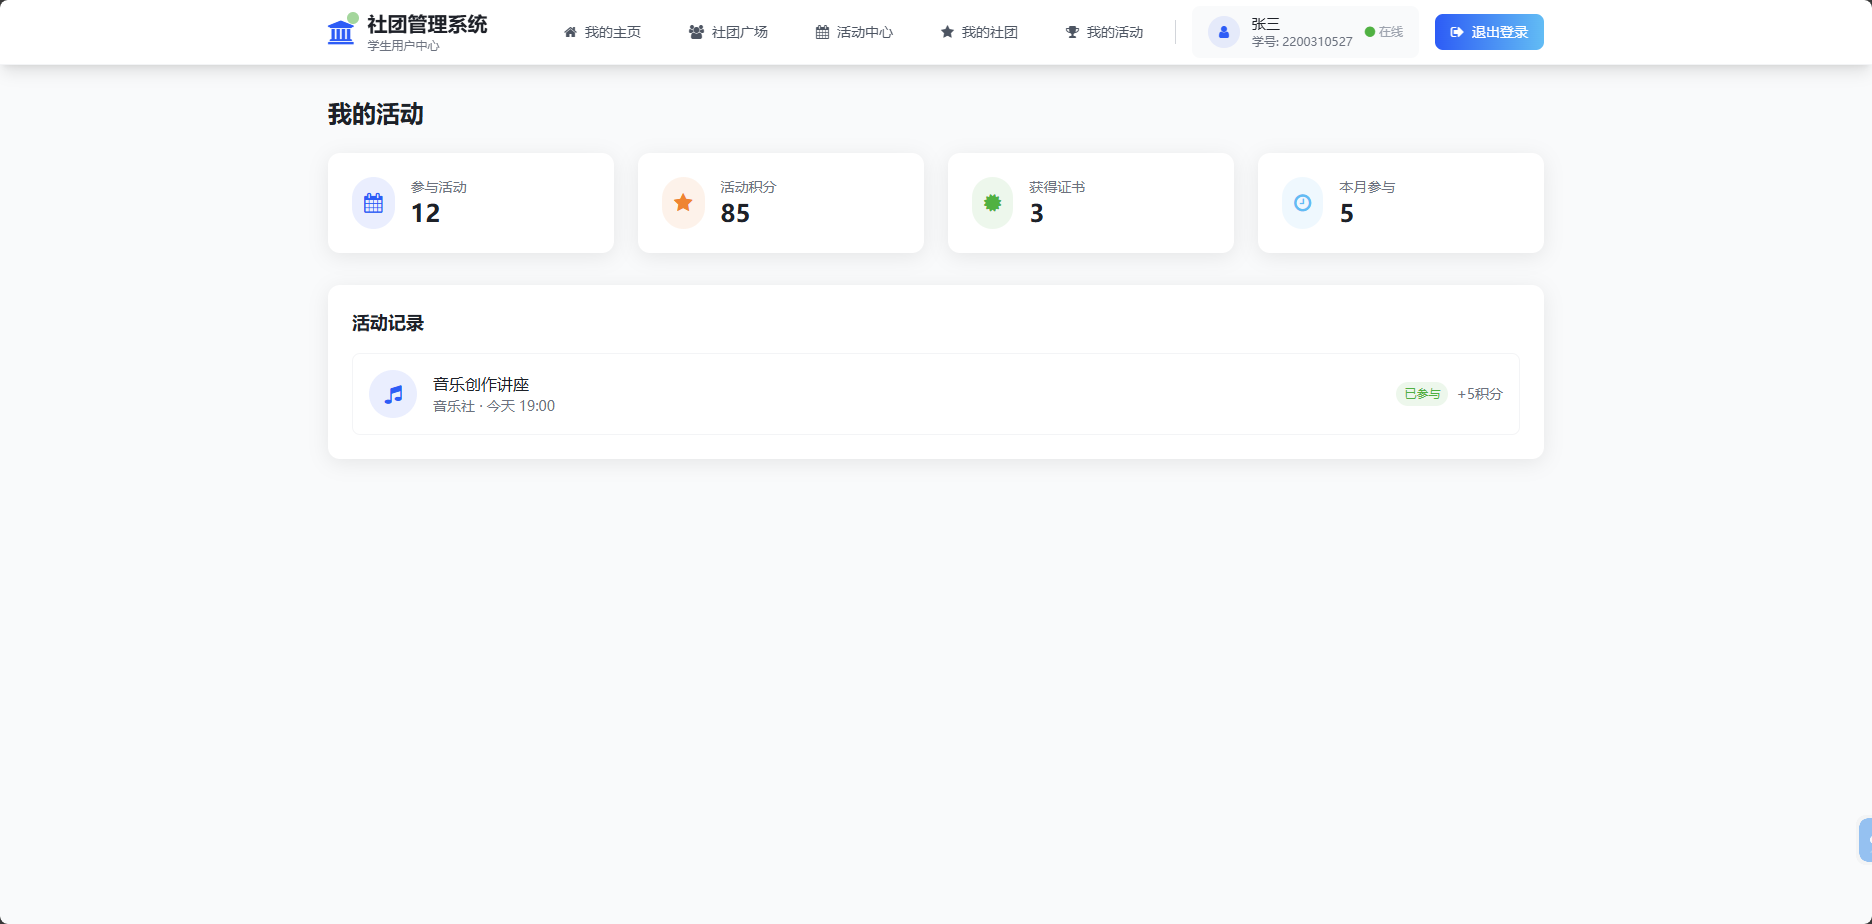 社团管理系统
学生用户中心
我的主页
社团广场
活动中心
我的社团
我的活动
张三
学号: 2200310527
在线
退出登录
我的活动
参与活动
12
活动积分
85
获得证书
3
本月参与
5
活动记录
音乐创作讲座
音乐社 · 今天 19:00
已参与
+5积分